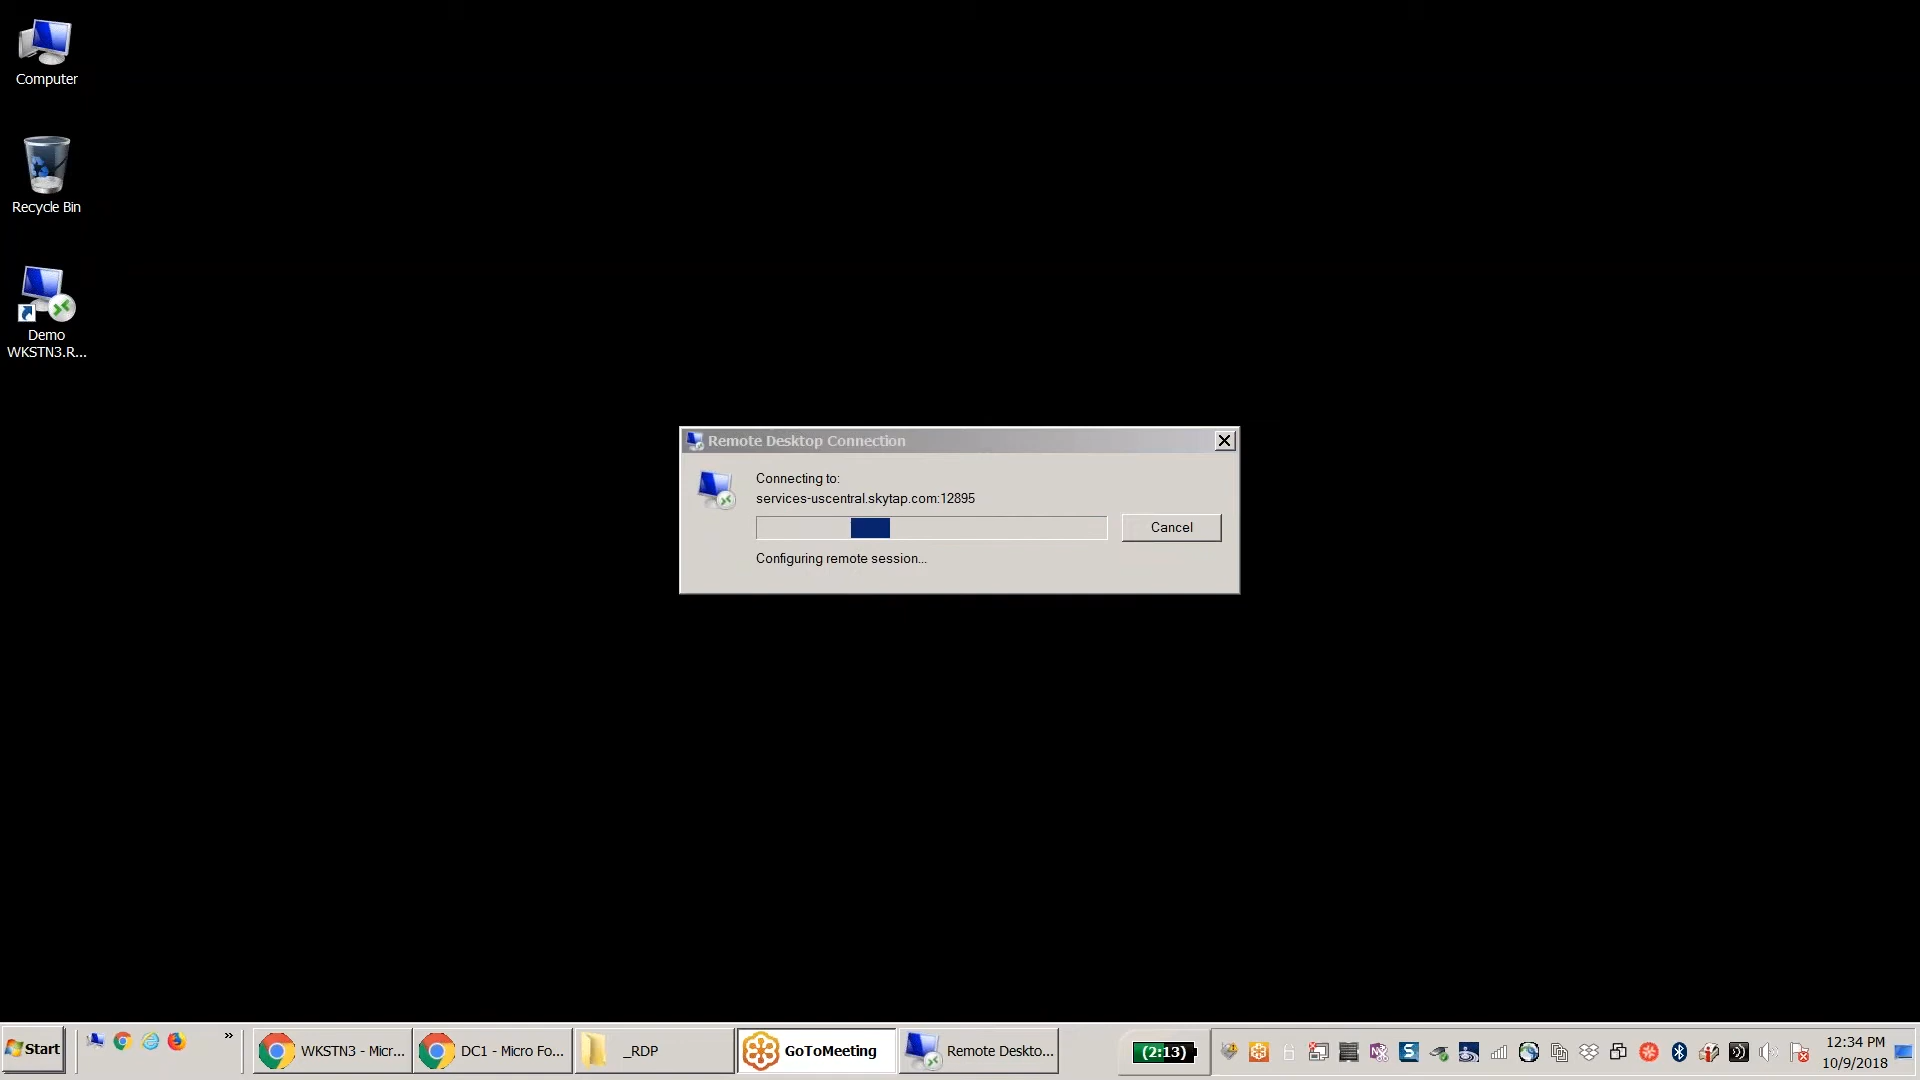 Computer
Recycle Bin
Demo
WKSTN3.R...
Remote Desktop Connection
Connecting to:
services-uscentral.skytap.com:12895
Cancel
Configuring remote session...
Start
»
WKSTN3 - Micr...
DC1 - Micro Fo...
_RDP
GoToMeeting
Remote Deskto...
(2:13)
12:34 PM
10/9/2018